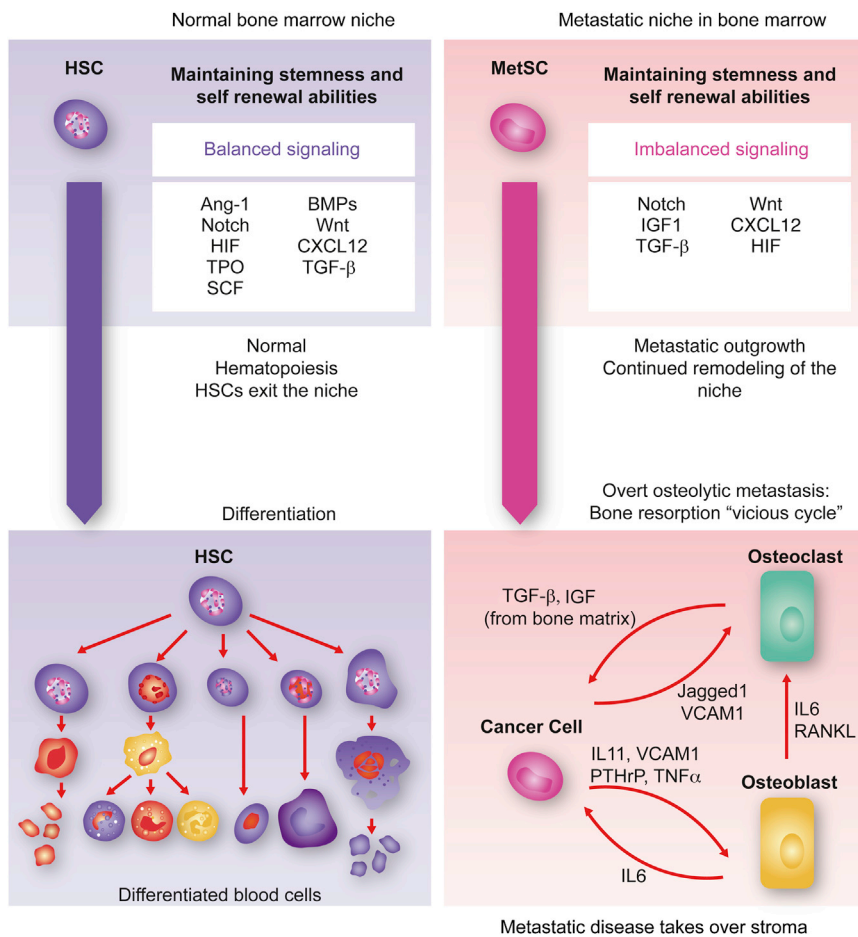 Normal bone marrow niche
HSC
Maintaining stemness and
self renewal abilities
Balanced signaling
Ang-1
Notch
HIF
TPO
SCF
BMPs
Wnt
CXCL12
TGF-β
Normal
Hematopoiesis
HSCs exit the niche
Differentiation
HSC
Differentiated blood cells
Metastatic niche in bone marrow
MetSC
Maintaining stemness and
self renewal abilities
Imbalanced signaling
Notch
IGF1
TGF-β
Wnt
CXCL12
HIF
Metastatic outgrowth
Continued remodeling of the
niche
Overt osteolytic metastasis:
Bone resorption “vicious cycle”
Osteoclast
TGF-β, IGF
(from bone matrix)
Jagged1
VCAM1
Cancer Cell
IL6
RANKL
IL11, VCAM1
PTHrP, TNFα
Osteoblast
IL6
Metastatic disease takes over stroma